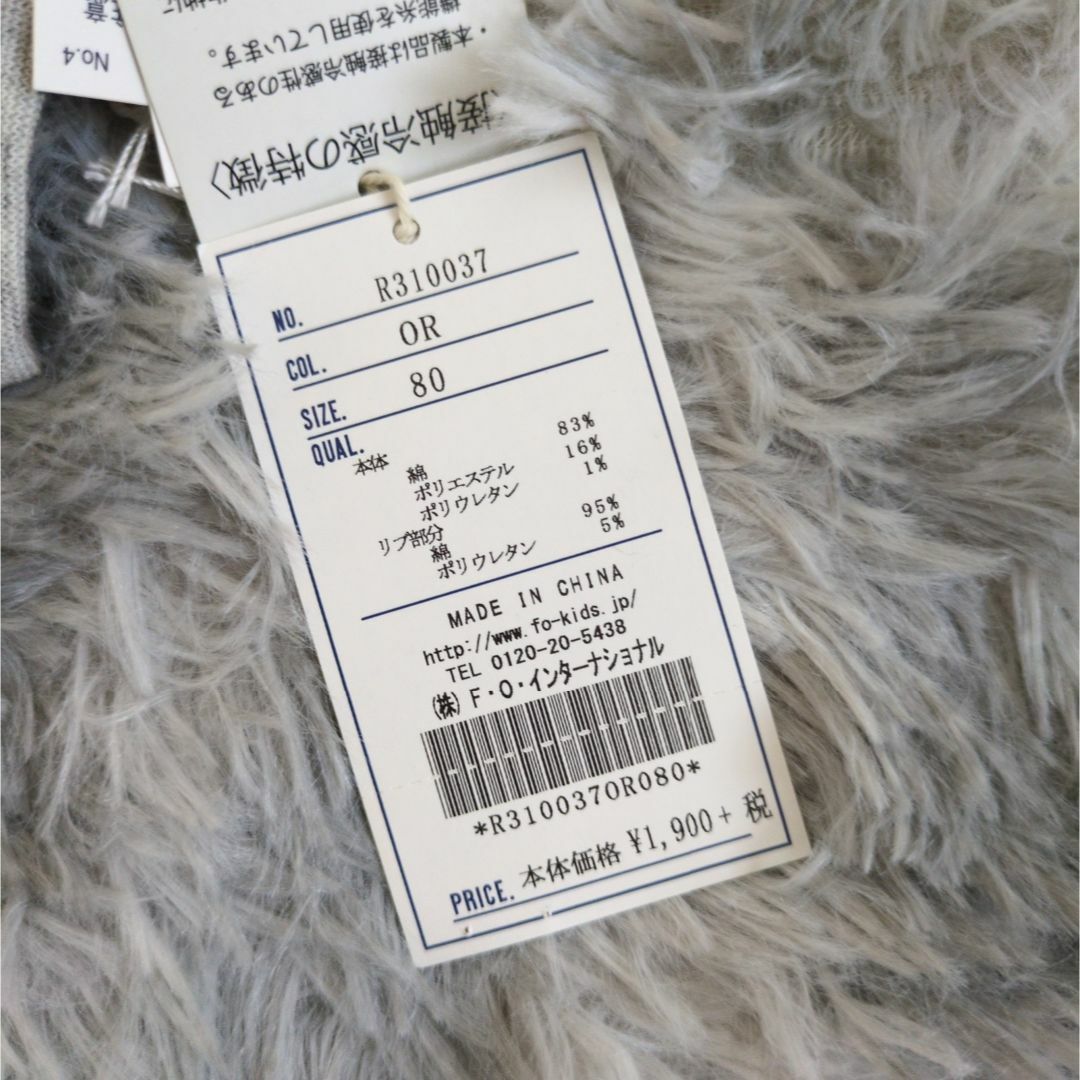 No.4
接触冷感の特徴〉
・本製品は接触冷感性のある
機能糸を使用しています。
NO. R310037
COL. OR
SIZE. 80
QUAL.
本体
綿 83%
ポリエステル 16%
ポリウレタン 1%
リブ部分
綿 95%
ポリウレタン 5%
MADE IN CHINA
http://www.fo-kids.jp/
TEL 0120-20-5438
(株) F・O・インターナショナル
*R310037OR080*
PRICE. 本体価格 ¥1,900+ 税